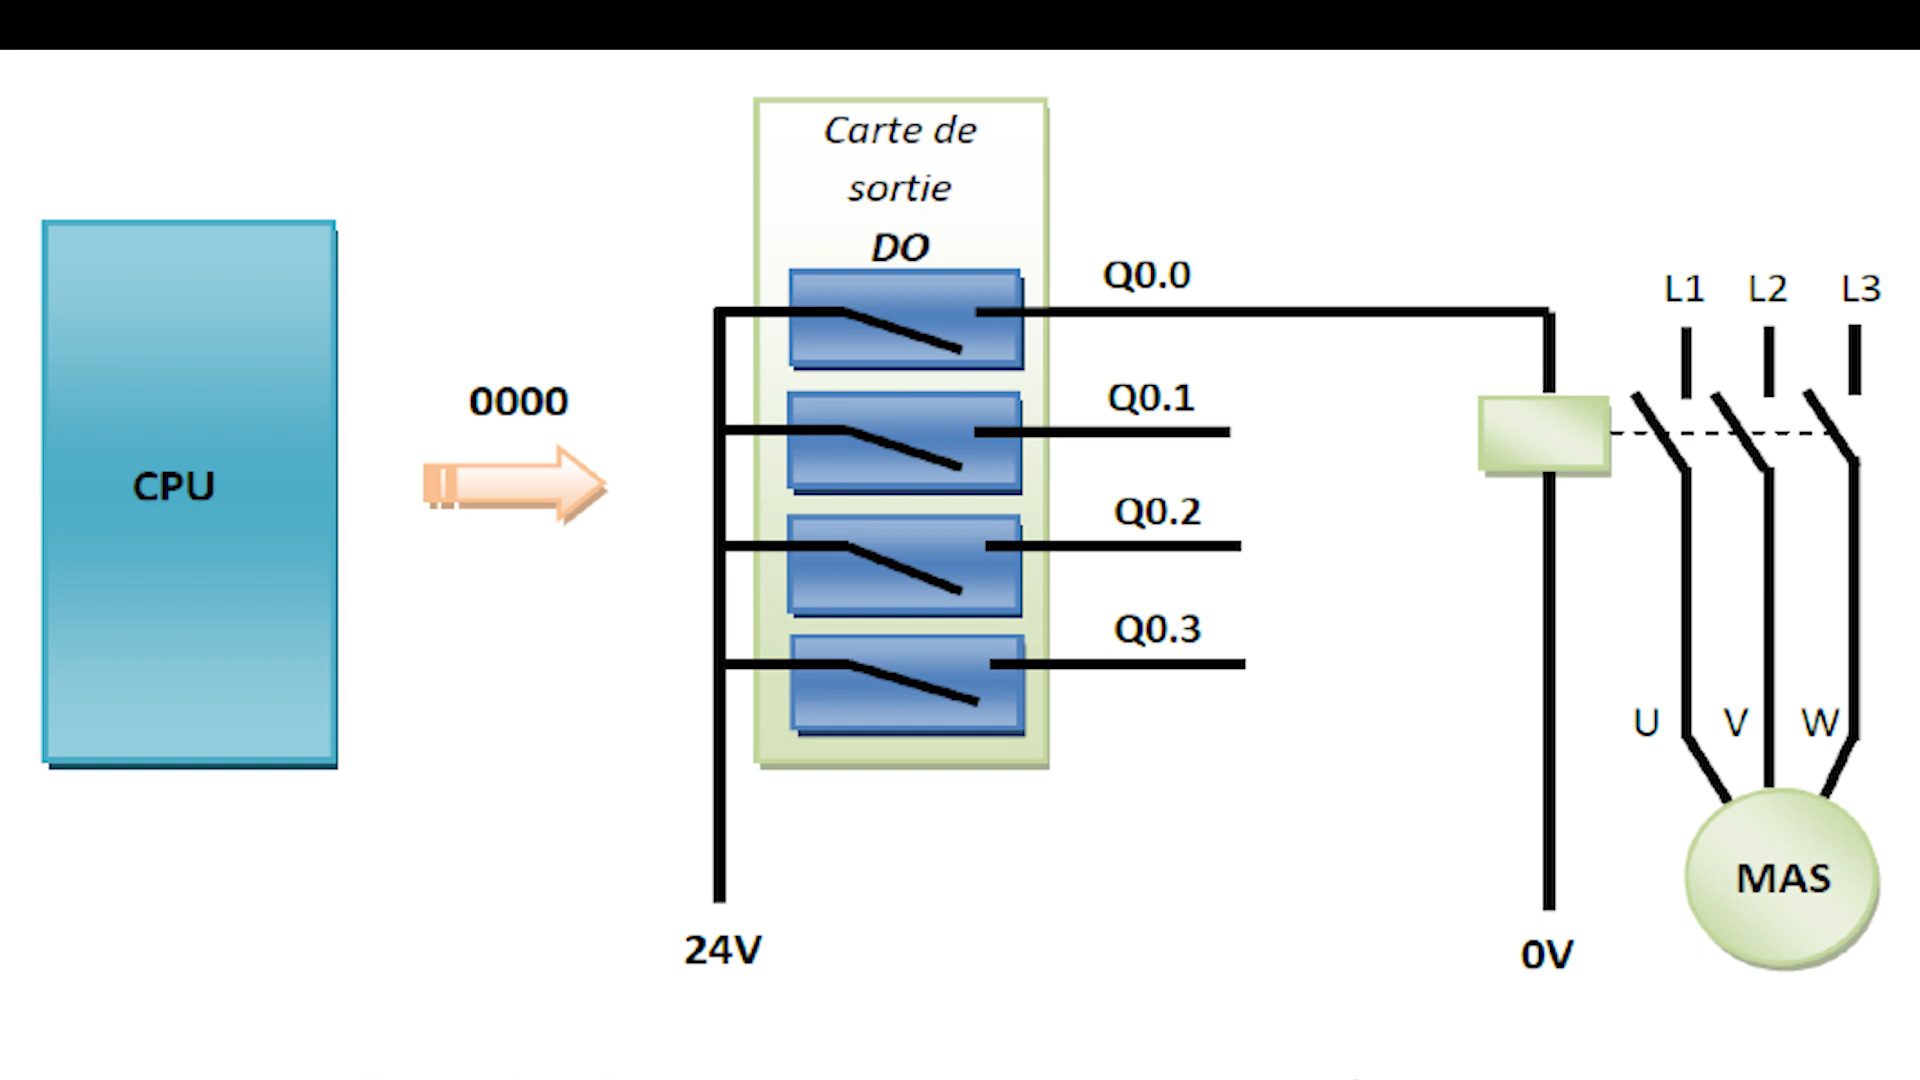 Carte de
sortie
DO
CPU
0000
Q0.0
Q0.1
Q0.2
Q0.3
24V
0V
L1 L2 L3
U V W
MAS